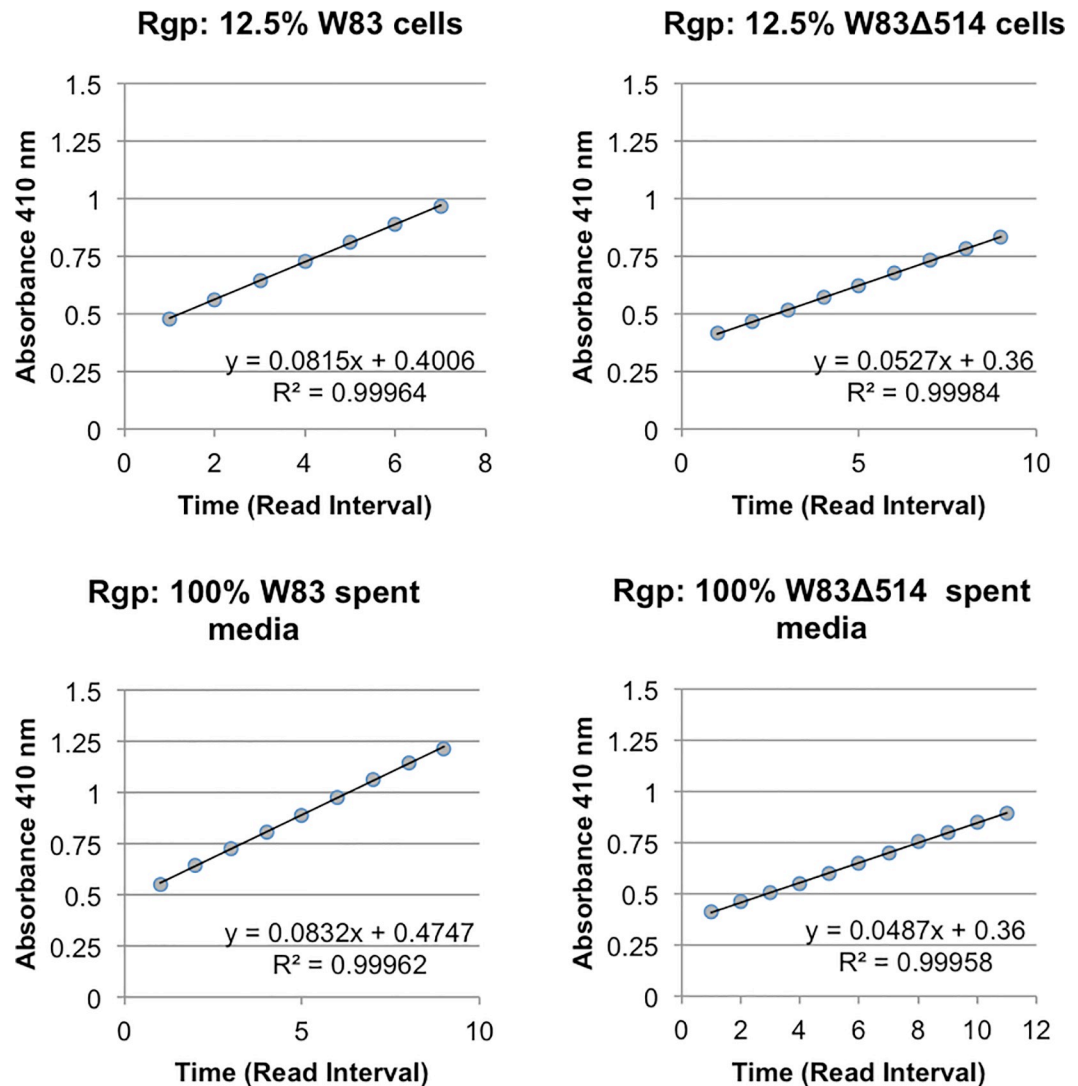 Rgp: 12.5% W83 cells
1.5
1.25
1
0.75
0.5
0.25
0
Absorbance 410 nm
y = 0.0815x + 0.4006
R² = 0.99964
0 2 4 6 8
Time (Read Interval)
Rgp: 12.5% W83Δ514 cells
1.5
1.25
1
0.75
0.5
0.25
0
Absorbance 410 nm
y = 0.0527x + 0.36
R² = 0.99984
0 5 10
Time (Read Interval)
Rgp: 100% W83 spent
media
1.5
1.25
1
0.75
0.5
0.25
0
Absorbance 410 nm
y = 0.0832x + 0.4747
R² = 0.99962
0 5 10
Time (Read Interval)
Rgp: 100% W83Δ514 spent
media
1.5
1.25
1
0.75
0.5
0.25
0
Absorbance 410 nm
y = 0.0487x + 0.36
R² = 0.99958
0 2 4 6 8 10 12
Time (Read Interval)